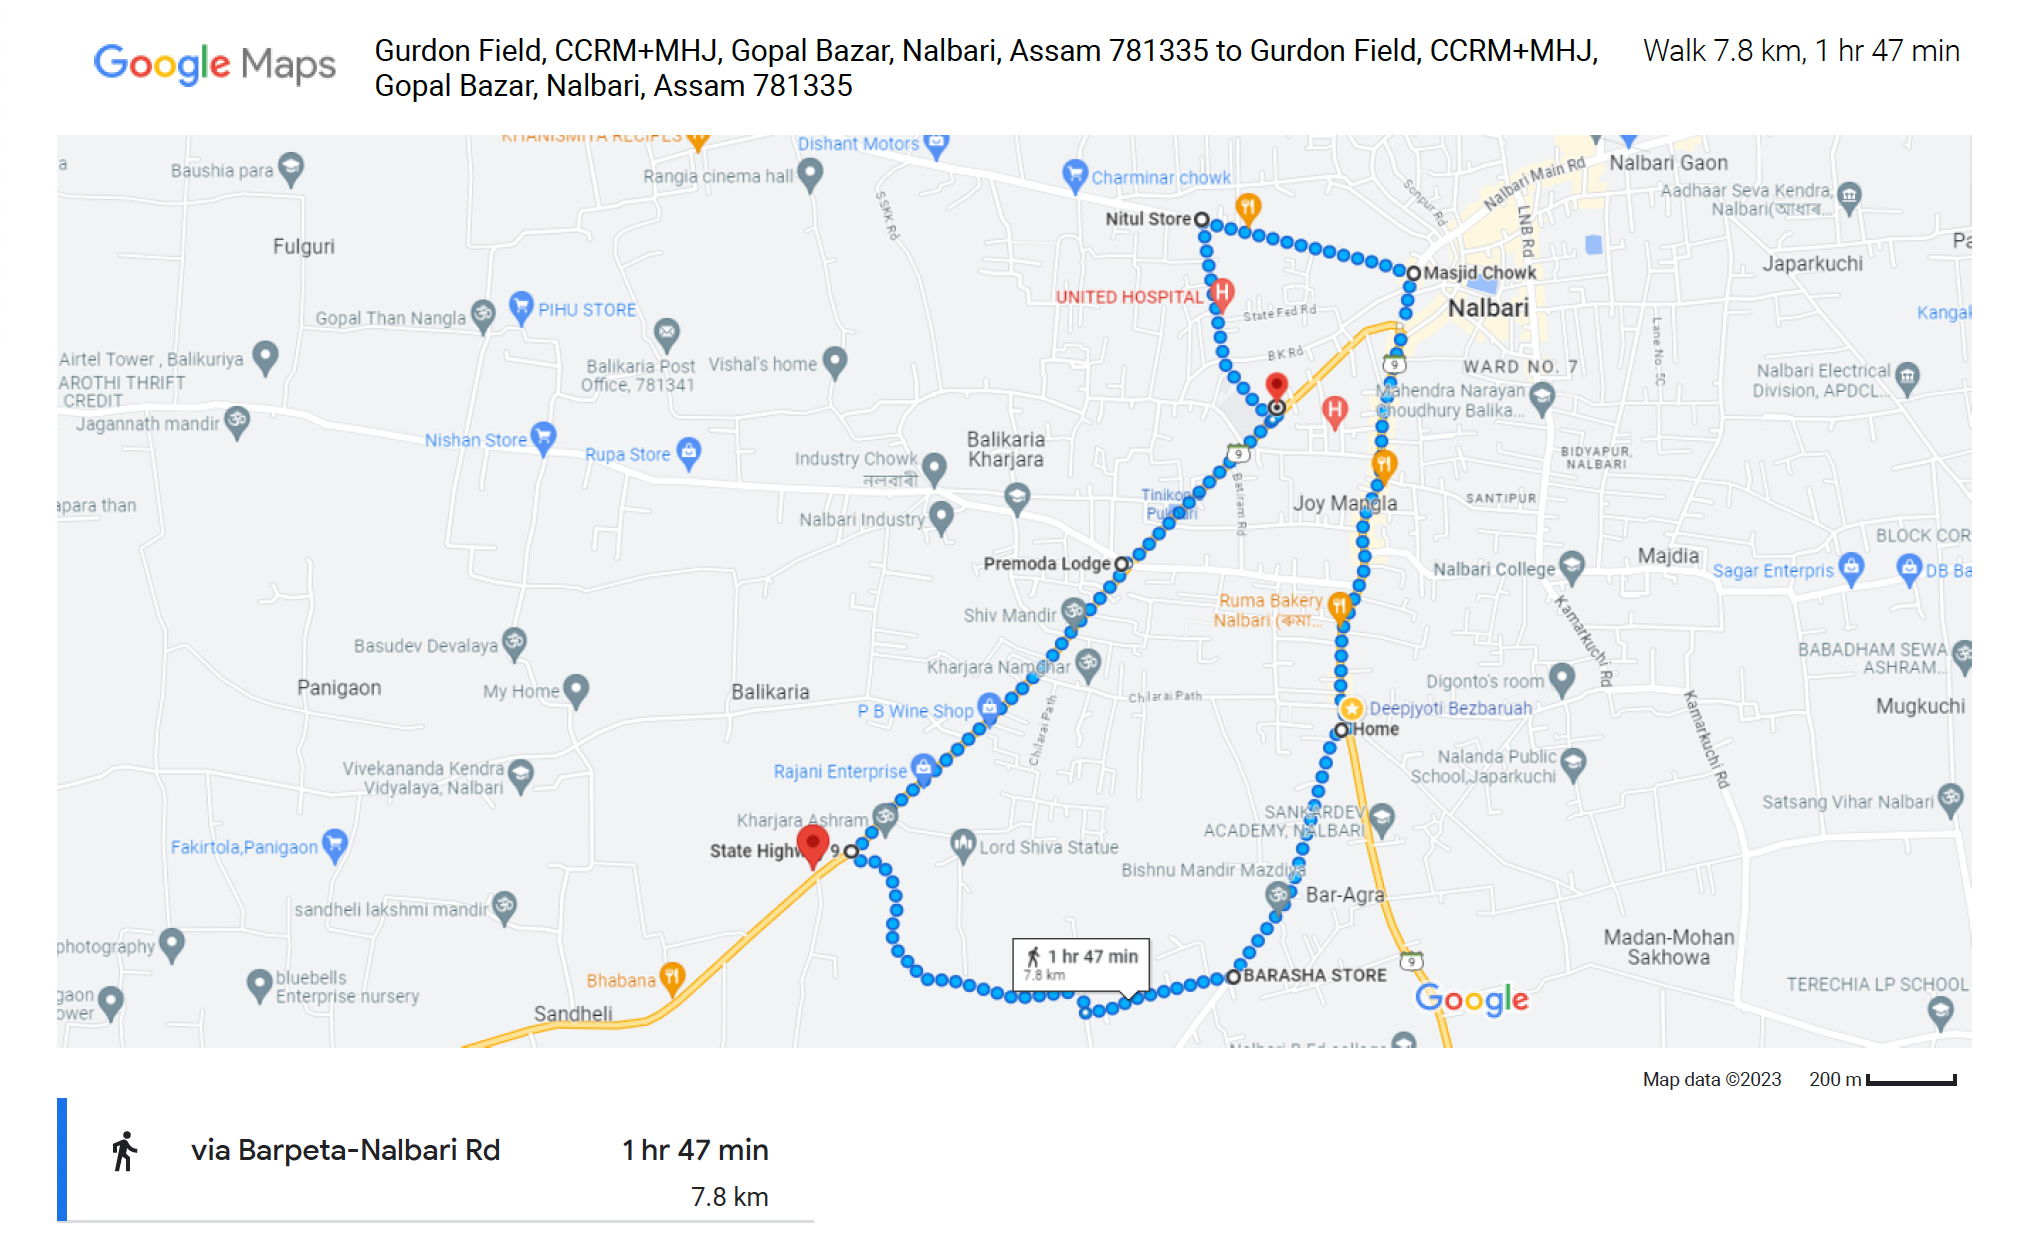 Google Maps
Gurdon Field, CCRM+MHJ, Gopal Bazar, Nalbari, Assam 781335 to Gurdon Field, CCRM+MHJ,
Gopal Bazar, Nalbari, Assam 781335
Walk 7.8 km, 1 hr 47 min
KHANISMITA RECIPES
Dishant Motors
Baushia para
Rangia cinema hall
Charminar chowk
Nalbari Main Rd
Nalbari Gaon
Sonpur Rd
LNB Rd
Aadhaar Seva Kendra,
Nalbari(আধাৰ...
SSKK Rd
Nitul Store
Fulguri
Japarkuchi
Masjid Chowk
UNITED HOSPITAL
Nalbari
State Fed Rd
Gopal Than Nangla
PIHU STORE
Lane No. 5C
Airtel Tower , Balikuriya
Balikaria Post
Office, 781341
Vishal's home
BK Rd
9
WARD NO. 7
Nalbari Electrical
Division, APDCL...
AROTHI THRIFT
CREDIT
Mahendra Narayan
Choudhury Balika...
Jagannath mandir
Nishan Store
Rupa Store
Industry Chowk
নলবাৰী
Balikaria
Kharjara
9
BIDYAPUR,
NALBARI
Batiram Rd
apara than
Nalbari Industry
Joy Mangla
SANTIPUR
BLOCK COR
Premoda Lodge
Nalbari College
Majdia
Sagar Enterpris
DB Ba
Shiv Mandir
Ruma Bakery
Nalbari (ৰুমা...
Kamarkuchi Rd
Basudev Devalaya
Kharjara Namghar
BABADHAM SEWA
ASHRAM...
Panigaon
My Home
Balikaria
P B Wine Shop
Chilarai Path
Chilarai Path
Digonto's room
Deepjyoti Bezbaruah
Home
Mugkuchi
Kamarkuchi Rd
Vivekananda Kendra
Vidyalaya, Nalbari
Rajani Enterprise
Nalanda Public
School,Japarkuchi
Kharjara Ashram
SANKARDEV
ACADEMY, NALBARI
Satsang Vihar Nalbari
Fakirtola,Panigaon
State Highway 9
Lord Shiva Statue
Bishnu Mandir Mazdiya
Bar-Agra
sandheli lakshmi mandir
photography
Madan-Mohan
Sakhowa
1 hr 47 min
7.8 km
BARASHA STORE
9
bluebells
Enterprise nursery
Bhabana
Google
TERECHIA LP SCHOOL
gaon
ower
Sandheli
Map data ©2023
200 m
via Barpeta-Nalbari Rd
1 hr 47 min
7.8 km